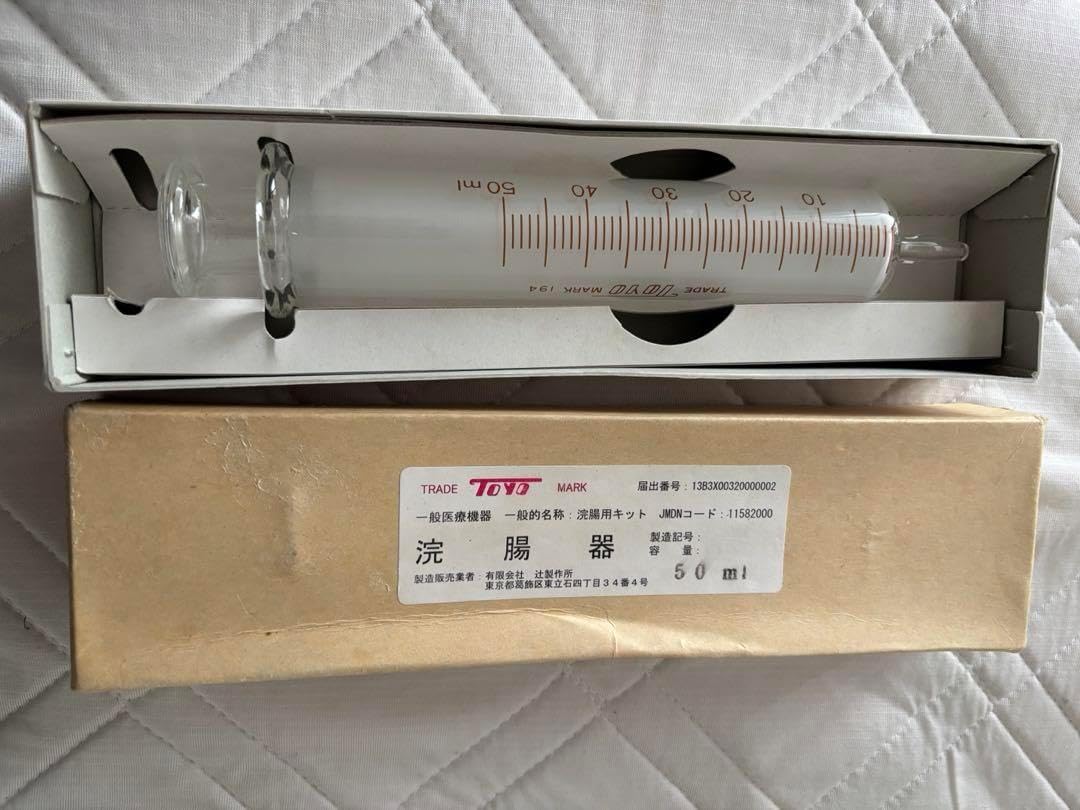 50ml 40 30 20 10
TRADE TOYO MARK 194
TRADE TOYO MARK 届出番号：13B3X00320000002
一般医療機器 一般的名称：浣腸用キット JMDNコード：11582000
浣腸器
製造記号：
容量：
50 ml
製造販売業者：有限会社 辻製作所
東京都葛飾区東立石四丁目34番4号